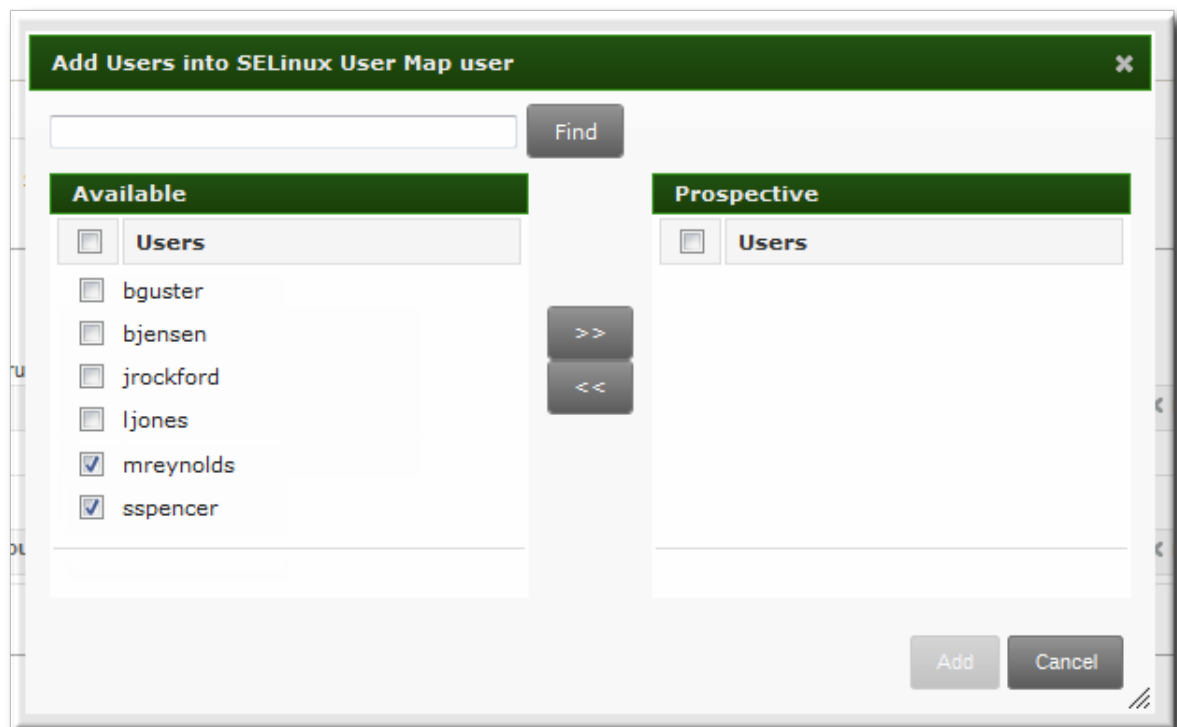 Add Users into SELinux User Map user
Find
Available
Prospective
Users
Users
bguster
bjensen
jrockford
ljones
mreynolds
sspencer
>>
<<
Add
Cancel